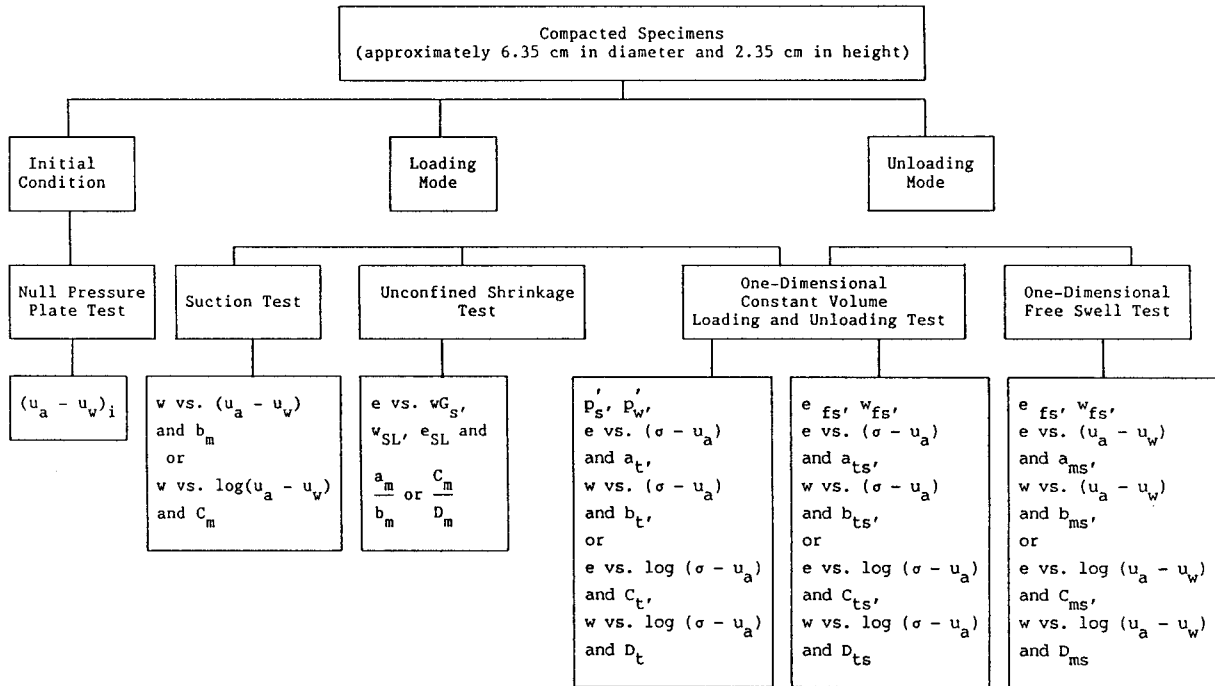 Compacted Specimens
(approximately 6.35 cm in diameter and 2.35 cm in height)
Initial
Condition
Loading
Mode
Unloading
Mode
Null Pressure
Plate Test
Suction Test
Unconfined Shrinkage
Test
One-Dimensional
Constant Volume
Loading and Unloading Test
One-Dimensional
Free Swell Test
(u_a - u_w)_i
w vs. (u_a - u_w)
and b_m
or
w vs. log(u_a - u_w)
and C_m
e vs. wG_s,
w_SL, e_SL and
a_m/b_m or C_m/D_m
p_s', p_w',
e vs. (σ - u_a)
and a_t,
w vs. (σ - u_a)
and b_t,
or
e vs. log (σ - u_a)
and C_t,
w vs. log (σ - u_a)
and D_t
e_fs, w_fs,
e vs. (σ - u_a)
and a_ts,
w vs. (σ - u_a)
and b_ts,
or
e vs. log (σ - u_a)
and C_ts,
w vs. log (σ - u_a)
and D_ts
e_fs, w_fs,
e vs. (u_a - u_w)
and a_ms,
w vs. (u_a - u_w)
and b_ms,
or
e vs. log (u_a - u_w)
and C_ms,
w vs. log (u_a - u_w)
and D_ms